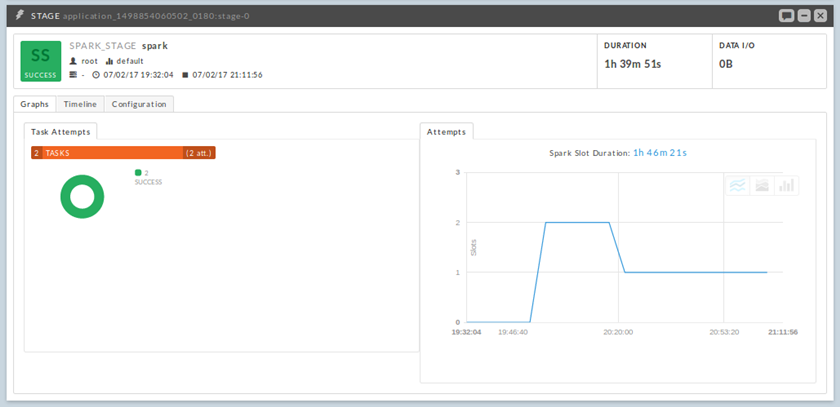 STAGE application_1498854060502_0180:stage-0
SS
SUCCESS
SPARK_STAGE spark
root default
- 07/02/17 19:32:04 07/02/17 21:11:56
DURATION
1h 39m 51s
DATA I/O
0B
Graphs Timeline Configuration
Task Attempts
2 TASKS (2 att.)
2
SUCCESS
Attempts
Spark Slot Duration: 1h 46m 21s
3
2
1
0
Slots
19:32:04 19:46:40 20:20:00 20:53:20 21:11:56